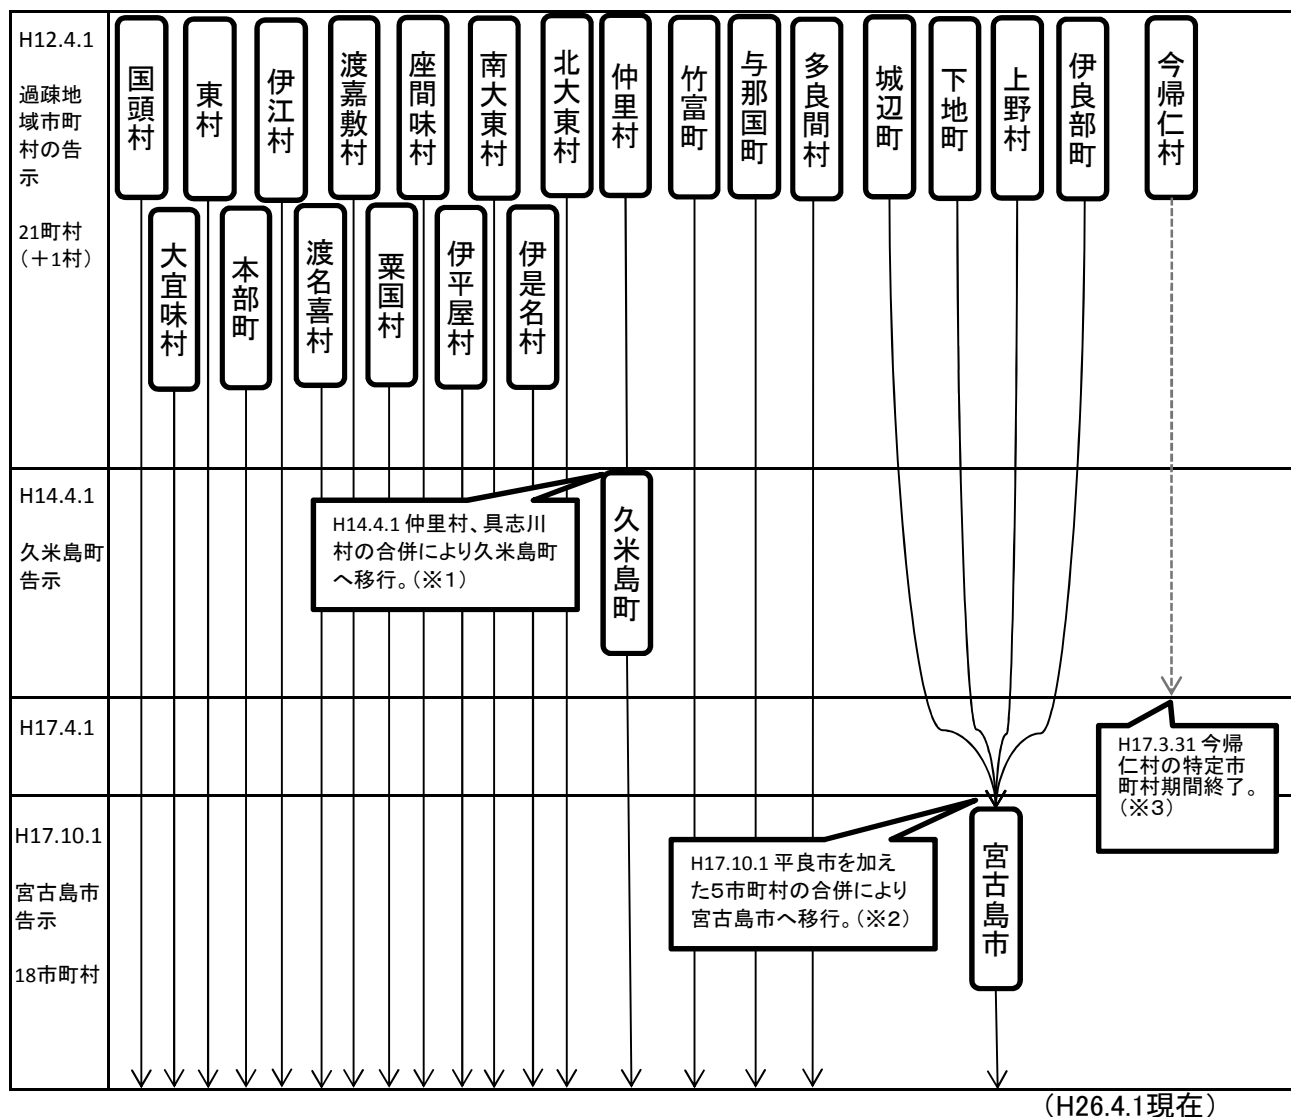 H12.4.1
過疎地
域市町
村の告
示
21町村
（＋1村）
国頭村
東村
伊江村
渡嘉敷村
座間味村
南大東村
北大東村
仲里村
竹富町
与那国町
多良間村
城辺町
下地町
上野村
伊良部町
今帰仁村
大宜味村
本部町
渡名喜村
粟国村
伊平屋村
伊是名村
H14.4.1
久米島町
告示
H14.4.1 仲里村、具志川
村の合併により久米島町
へ移行。（※１）
久米島町
H17.4.1
H17.3.31 今帰
仁村の特定市
町村期間終了。
（※３）
H17.10.1
宮古島市
告示
18市町村
H17.10.1 平良市を加え
た５市町村の合併により
宮古島市へ移行。（※２）
宮古島市
（H26.4.1現在）